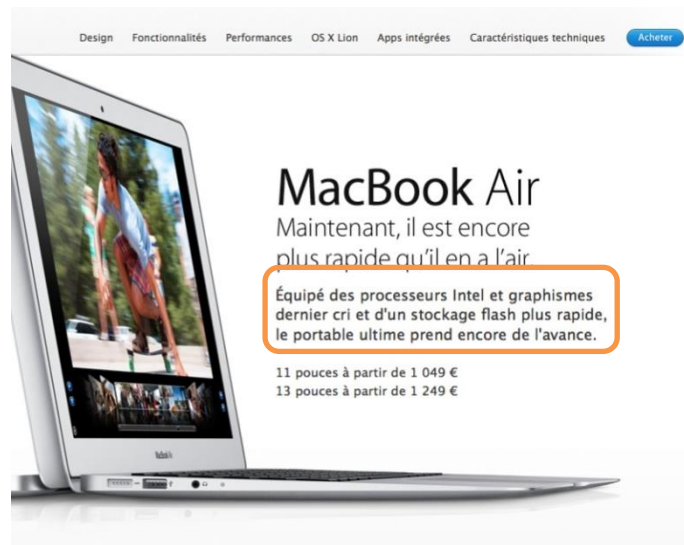 Design Fonctionnalités Performances OS X Lion Apps intégrées Caractéristiques techniques Acheter
MacBook Air
Maintenant, il est encore
plus rapide qu'il en a l'air.
Équipé des processeurs Intel et graphismes
dernier cri et d'un stockage flash plus rapide,
le portable ultime prend encore de l'avance.
11 pouces à partir de 1 049 €
13 pouces à partir de 1 249 €
MacBook Air